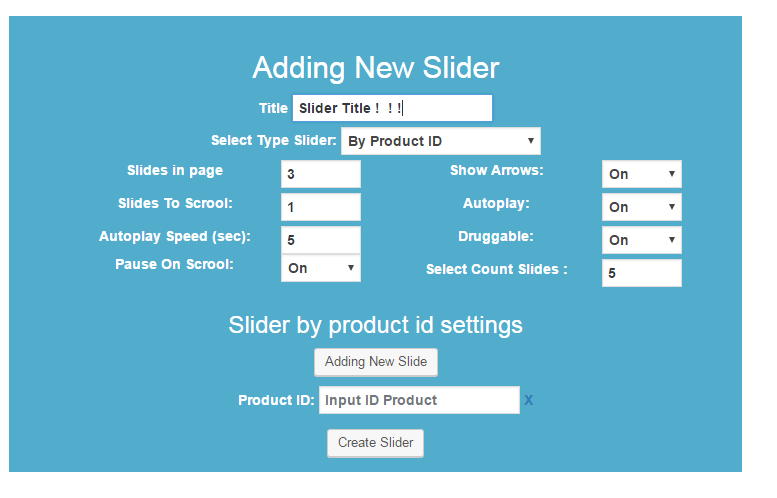 Adding New Slider
Title Slider Title ! ! !
Select Type Slider: By Product ID
Slides in page 3 Show Arrows: On
Slides To Scrool: 1 Autoplay: On
Autoplay Speed (sec): 5 Druggable: On
Pause On Scrool: On Select Count Slides : 5
Slider by product id settings
Adding New Slide
Product ID: Input ID Product X
Create Slider